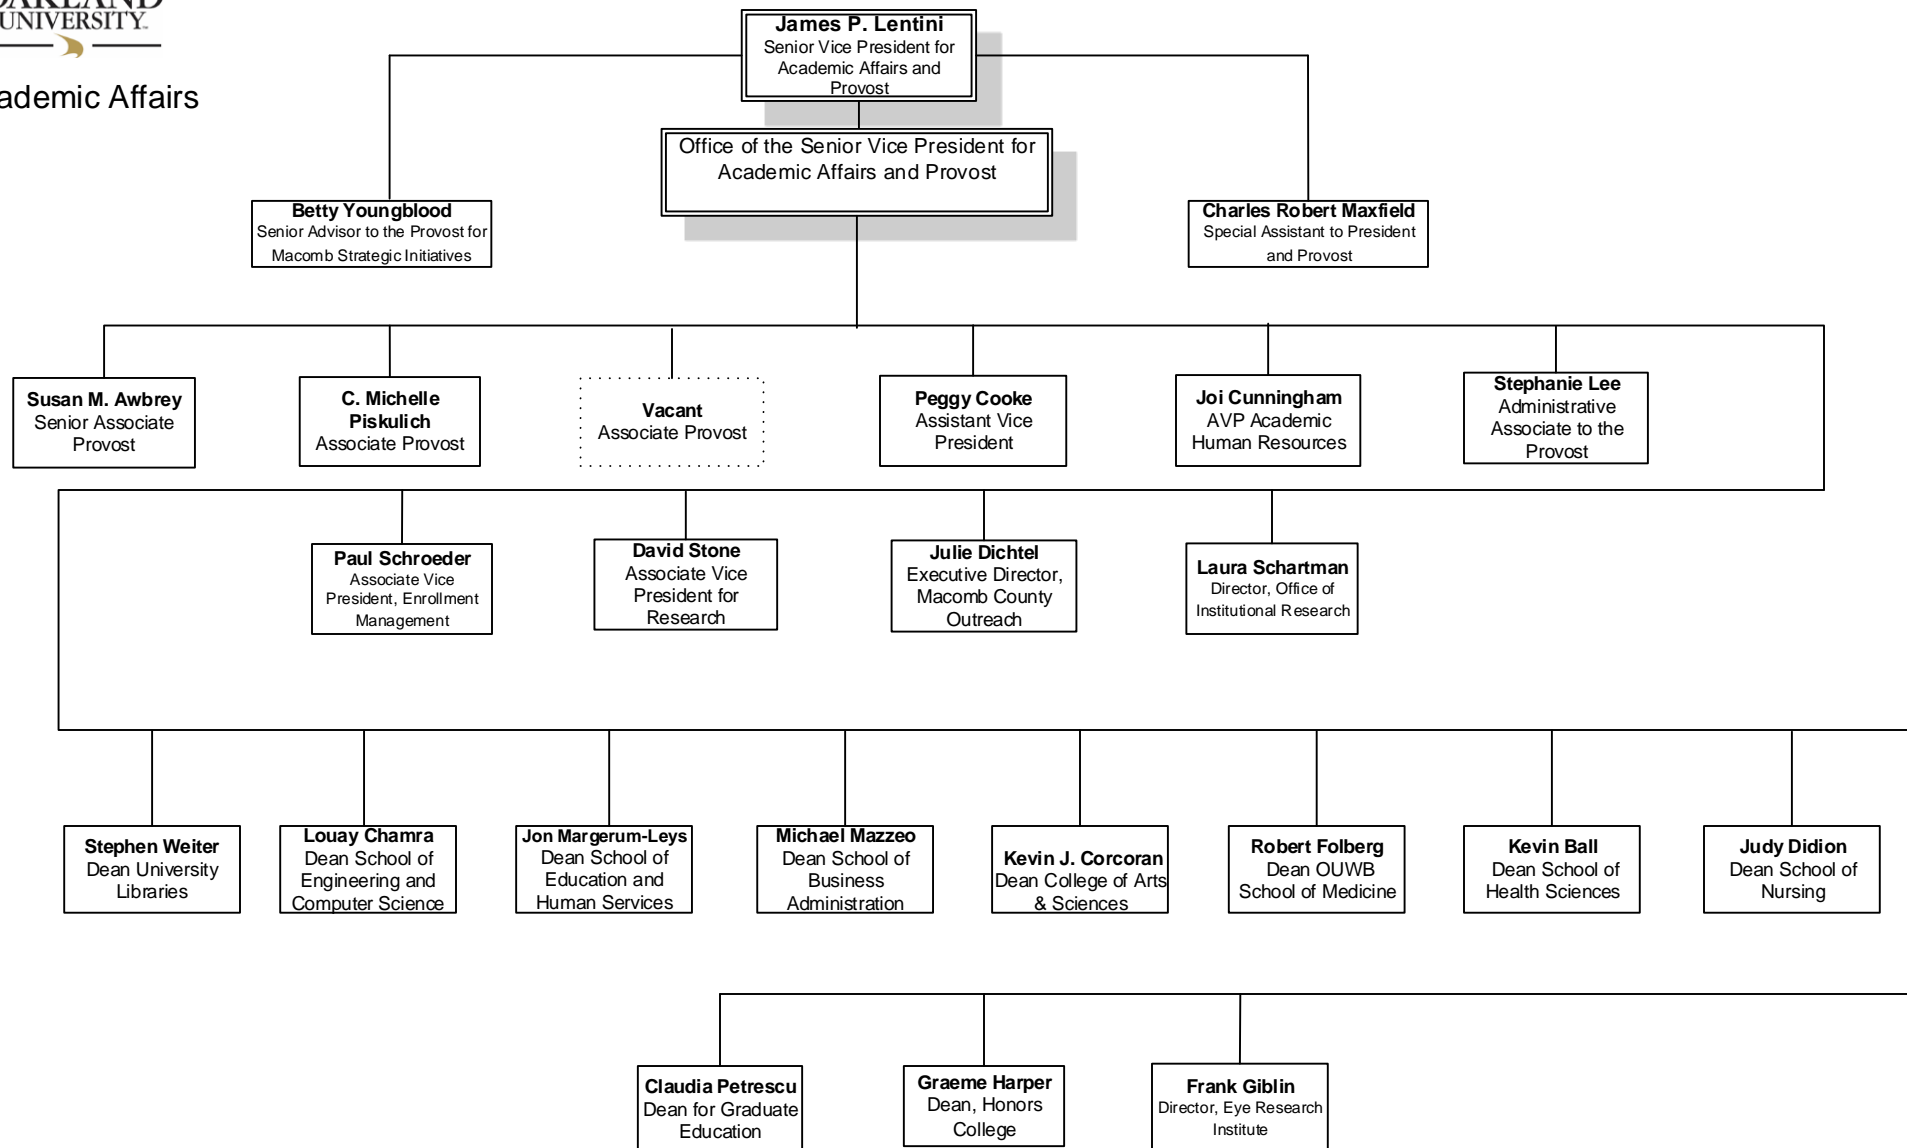 UNIVERSITY
James P. Lentini
Senior Vice President for
Academic Affairs and
Provost
Office of the Senior Vice President for
Academic Affairs and Provost
Betty Youngblood
Senior Advisor to the Provost for
Macomb Strategic Initiatives
Charles Robert Maxfield
Special Assistant to President
and Provost
Susan M. Awbrey
Senior Associate
Provost
C. Michelle
Piskulich
Associate Provost
Vacant
Associate Provost
Peggy Cooke
Assistant Vice
President
Joi Cunningham
AVP Academic
Human Resources
Stephanie Lee
Administrative
Associate to the
Provost
Paul Schroeder
Associate Vice
President, Enrollment
Management
David Stone
Associate Vice
President for
Research
Julie Dichtel
Executive Director,
Macomb County
Outreach
Laura Schartman
Director, Office of
Institutional Research
Stephen Weiter
Dean University
Libraries
Louay Chamra
Dean School of
Engineering and
Computer Science
Jon Margerum-Leys
Dean School of
Education and
Human Services
Michael Mazzeo
Dean School of
Business
Administration
Kevin J. Corcoran
Dean College of Arts
& Sciences
Robert Folberg
Dean OUWB
School of Medicine
Kevin Ball
Dean School of
Health Sciences
Judy Didion
Dean School of
Nursing
Claudia Petrescu
Dean for Graduate
Education
Graeme Harper
Dean, Honors
College
Frank Giblin
Director, Eye Research
Institute
ademic Affairs